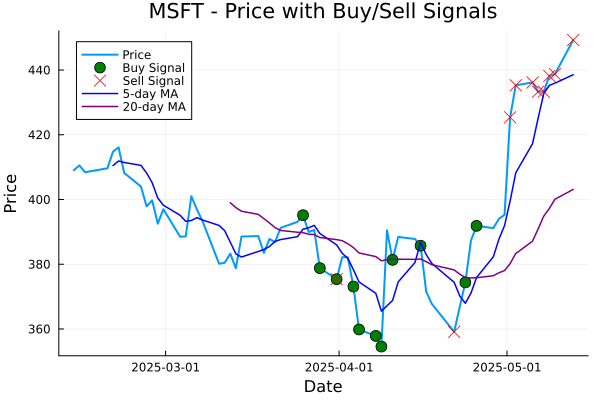 MSFT - Price with Buy/Sell Signals
Price
Buy Signal
Sell Signal
5-day MA
20-day MA
440
420
400
380
360
Price
2025-03-01
2025-04-01
2025-05-01
Date